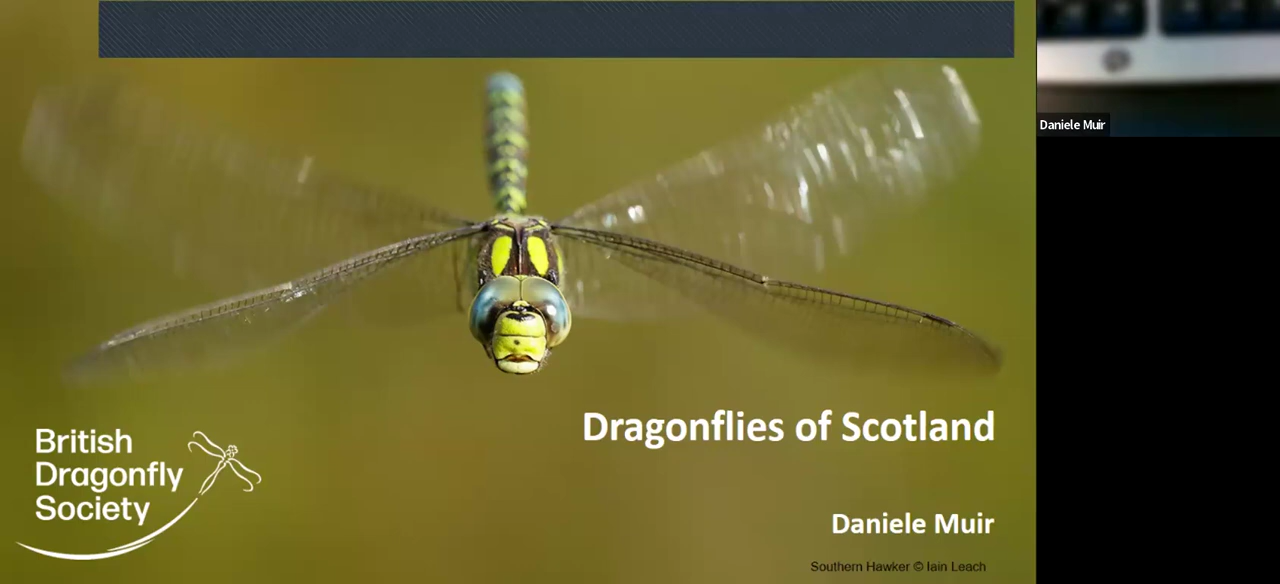 Daniele Muir
Dragonflies of Scotland
British
Dragonfly
Society
Daniele Muir
Southern Hawker © Iain Leach